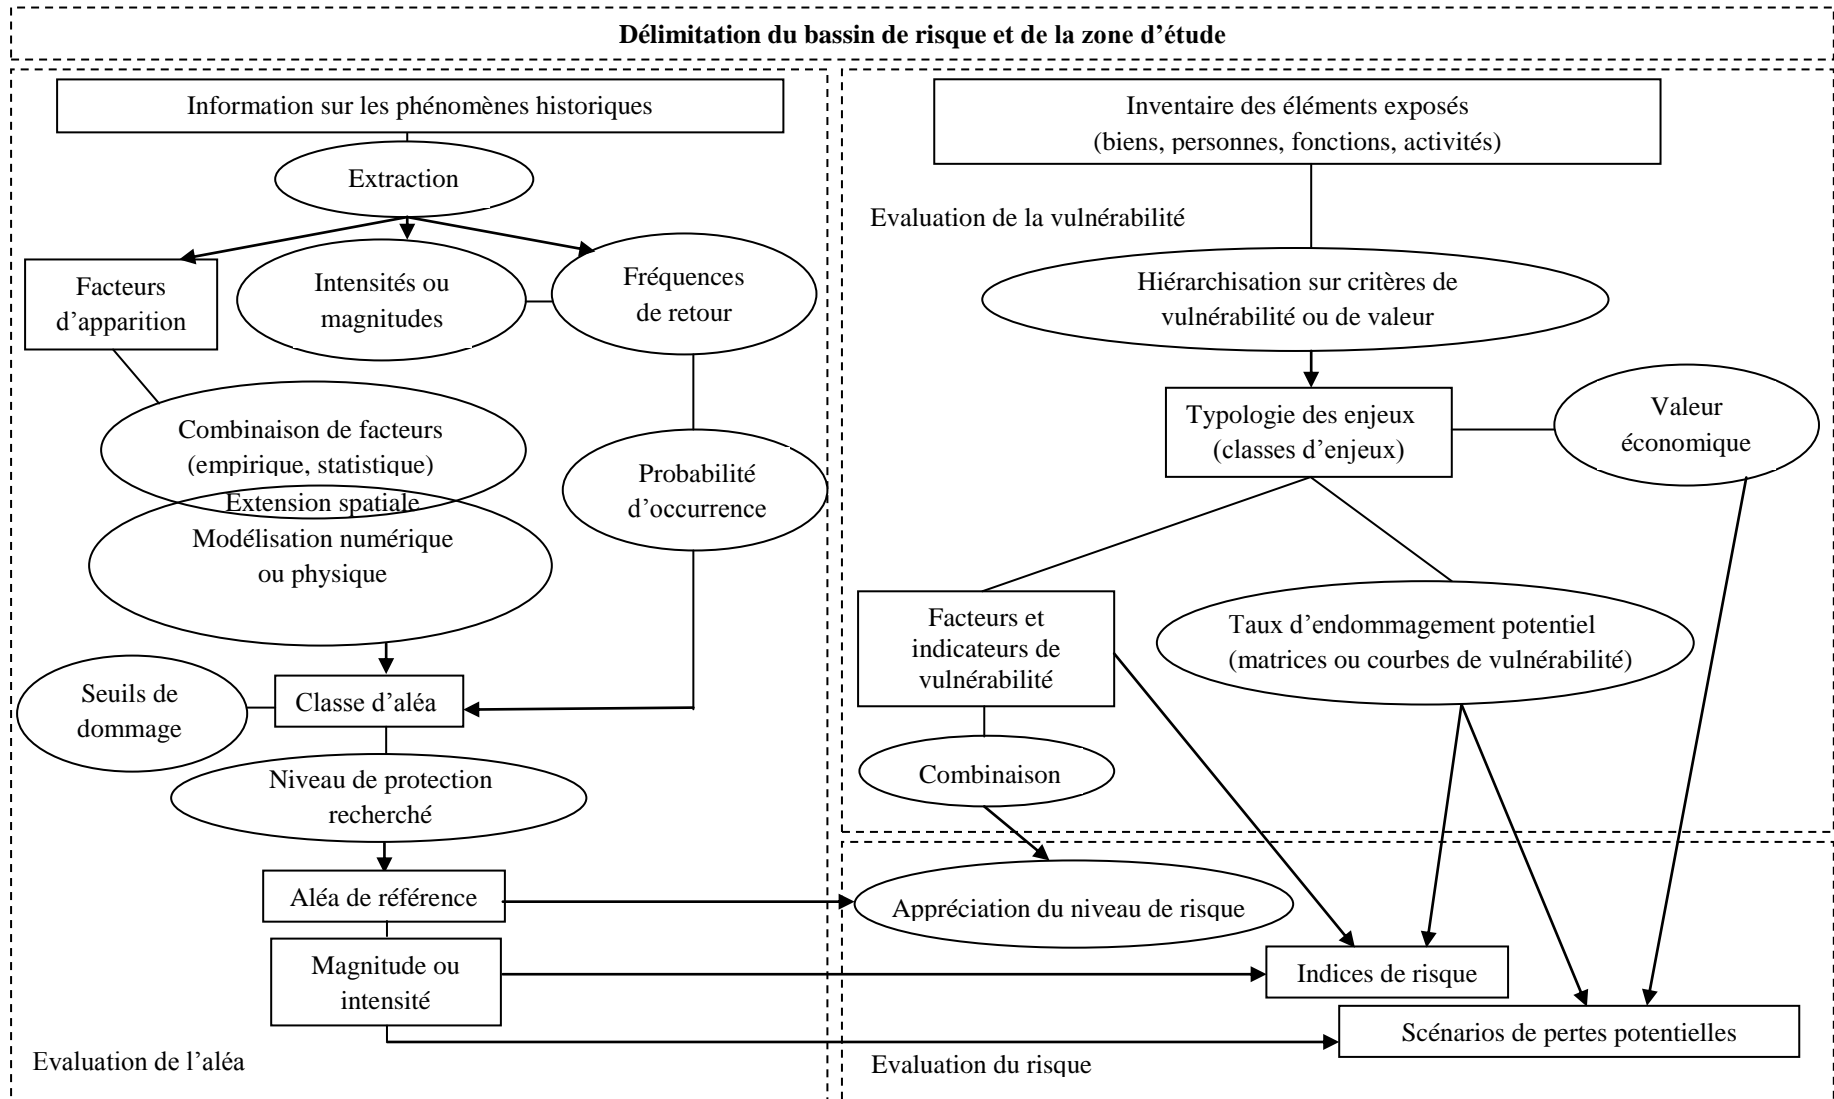 Délimitation du bassin de risque et de la zone d’étude
Information sur les phénomènes historiques
Extraction
Facteurs
d’apparition
Intensités ou
magnitudes
Fréquences
de retour
Combinaison de facteurs
(empirique, statistique)
Extension spatiale
Modélisation numérique
ou physique
Probabilité
d’occurrence
Seuils de
dommage
Classe d’aléa
Niveau de protection
recherché
Aléa de référence
Magnitude ou
intensité
Evaluation de l’aléa
Inventaire des éléments exposés
(biens, personnes, fonctions, activités)
Evaluation de la vulnérabilité
Hiérarchisation sur critères de
vulnérabilité ou de valeur
Typologie des enjeux
(classes d’enjeux)
Valeur
économique
Facteurs et
indicateurs de
vulnérabilité
Taux d’endommagement potentiel
(matrices ou courbes de vulnérabilité)
Combinaison
Appréciation du niveau de risque
Indices de risque
Scénarios de pertes potentielles
Evaluation du risque